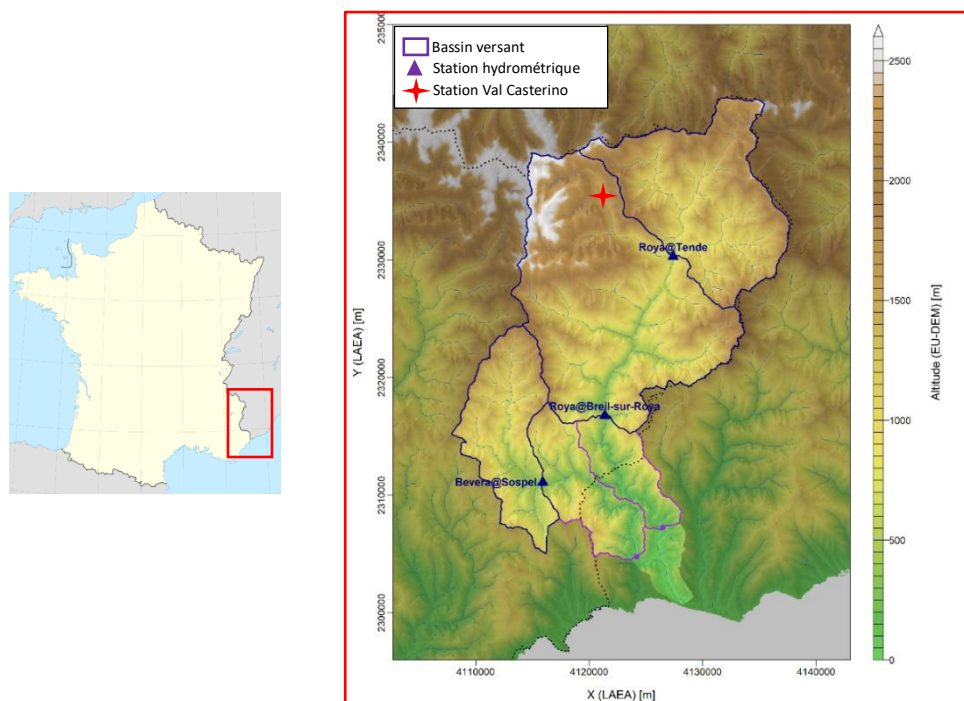 Bassin versant
Station hydrométrique
Station Val Casterino
Roya@Tende
Roya@Breil-sur-Roya
Bevera@Sospel
Y (LAEA) [m]
2350000
2340000
2330000
2320000
2310000
2300000
4110000
4120000
4130000
4140000
X (LAEA) [m]
2500
2000
1500
1000
500
0
Altitude (EU-DEM) [m]